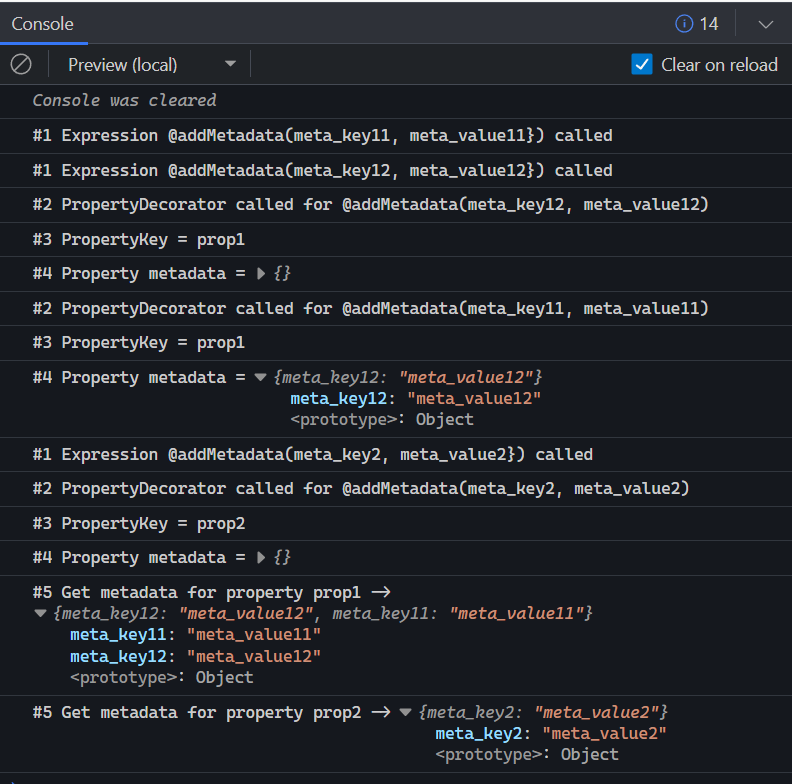 Console
14
Preview (local)
Clear on reload
Console was cleared
#1 Expression @addMetadata(meta_key11, meta_value11}) called
#1 Expression @addMetadata(meta_key12, meta_value12}) called
#2 PropertyDecorator called for @addMetadata(meta_key12, meta_value12)
#3 PropertyKey = prop1
#4 Property metadata = ▶ {}
#2 PropertyDecorator called for @addMetadata(meta_key11, meta_value11)
#3 PropertyKey = prop1
#4 Property metadata = ▼ {meta_key12: "meta_value12"}
meta_key12: "meta_value12"
<prototype>: Object
#1 Expression @addMetadata(meta_key2, meta_value2}) called
#2 PropertyDecorator called for @addMetadata(meta_key2, meta_value2)
#3 PropertyKey = prop2
#4 Property metadata = ▶ {}
#5 Get metadata for property prop1 →
▼ {meta_key12: "meta_value12", meta_key11: "meta_value11"}
meta_key11: "meta_value11"
meta_key12: "meta_value12"
<prototype>: Object
#5 Get metadata for property prop2 → ▼ {meta_key2: "meta_value2"}
meta_key2: "meta_value2"
<prototype>: Object